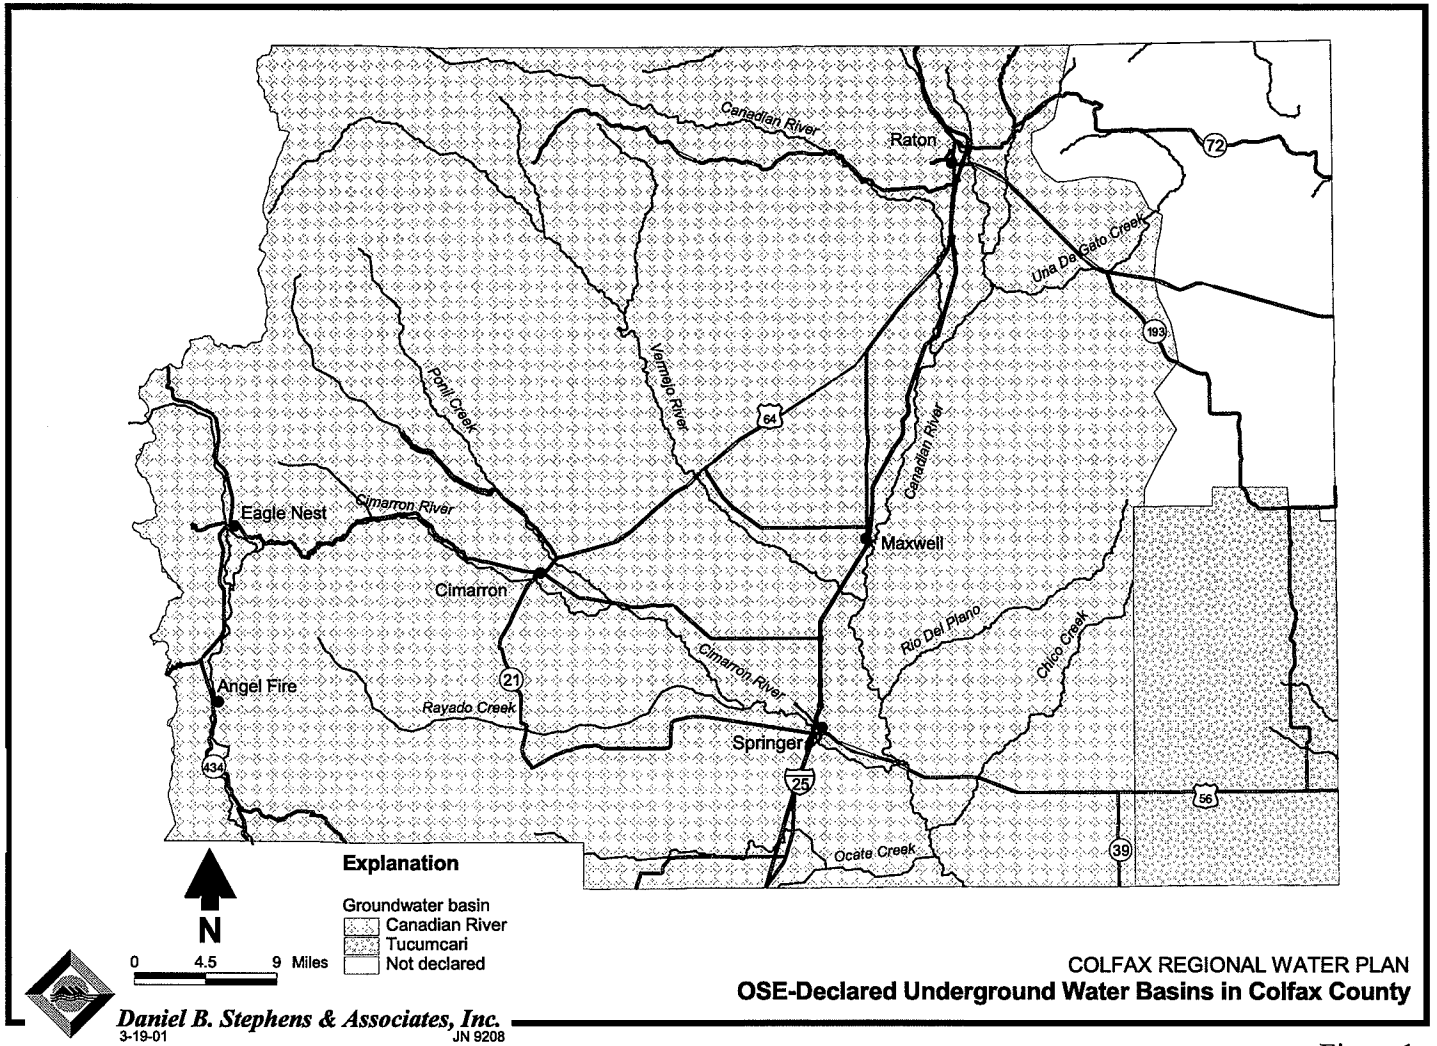 Canadian River
Raton
72
Una De Gato Creek
193
Vermejo River
Ponil Creek
64
Canadian River
Cimarron River
Eagle Nest
Maxwell
Cimarron
Rio Del Plano
Chico Creek
Cimarron River
21
Angel Fire
Rayado Creek
Springer
434
25
56
Ocate Creek
39
Explanation
Groundwater basin
Canadian River
Tucumcari
Not declared
N
0 4.5 9 Miles
COLFAX REGIONAL WATER PLAN
OSE-Declared Underground Water Basins in Colfax County
Daniel B. Stephens & Associates, Inc.
3-19-01 JN 9208